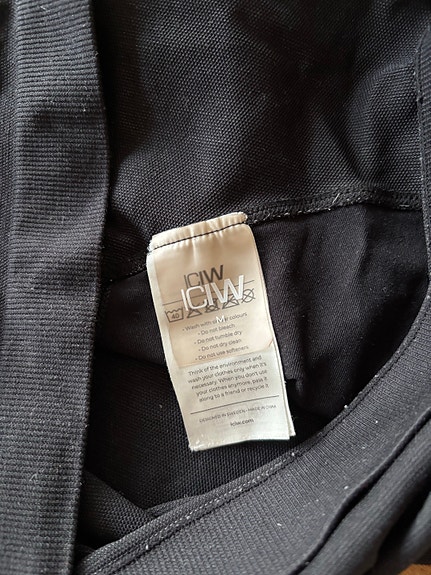 ICIW
ICIW
M
40
- Wash with similar colours
- Do not bleach
- Do not tumble dry
- Do not dry clean
- Do not use softeners
Think of the environment and
wash your clothes only when it's
necessary. When you don't use
your clothes anymore, pass it
along to a friend or recycle it
DESIGNED IN SWEDEN - MADE IN CHINA
iciw.com